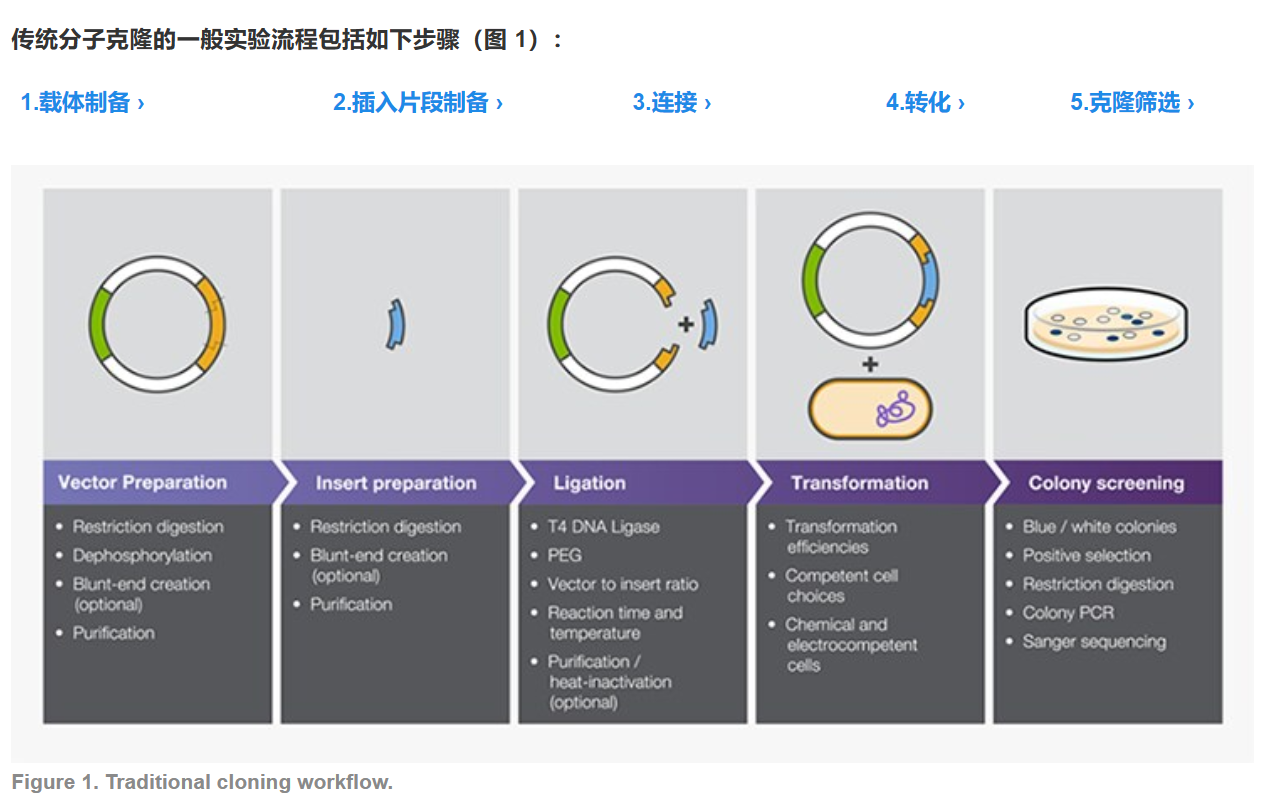 传统分子克隆的一般实验流程包括如下步骤（图 1）：
1.载体制备 ›
2.插入片段制备 ›
3.连接 ›
4.转化 ›
5.克隆筛选 ›
Vector Preparation
• Restriction digestion
• Dephosphorylation
• Blunt-end creation
(optional)
• Purification
Insert preparation
• Restriction digestion
• Blunt-end creation
(optional)
• Purification
Ligation
• T4 DNA Ligase
• PEG
• Vector to insert ratio
• Reaction time and
temperature
• Purification /
heat-inactivation
(optional)
Transformation
• Transformation
efficiencies
• Competent cell
choices
• Chemical and
electrocompetent
cells
Colony screening
• Blue / white colonies
• Positive selection
• Restriction digestion
• Colony PCR
• Sanger sequencing
Figure 1. Traditional cloning workflow.